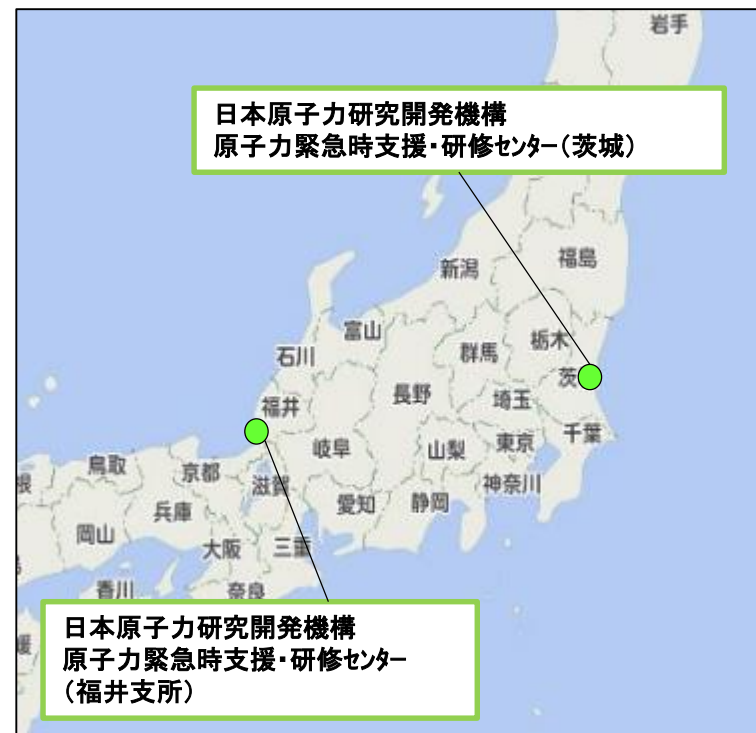 岩手
日本原子力研究開発機構
原子力緊急時支援・研修センター（茨城）
福島
新潟
栃木
富山
群馬
石川
茨
長野
埼玉
福井
千葉
東京
岐阜
山梨
鳥取
京都
滋賀
神奈川
愛知
静岡
兵庫
岡山
大阪
三重
香川
奈良
日本原子力研究開発機構
原子力緊急時支援・研修センター
（福井支所）